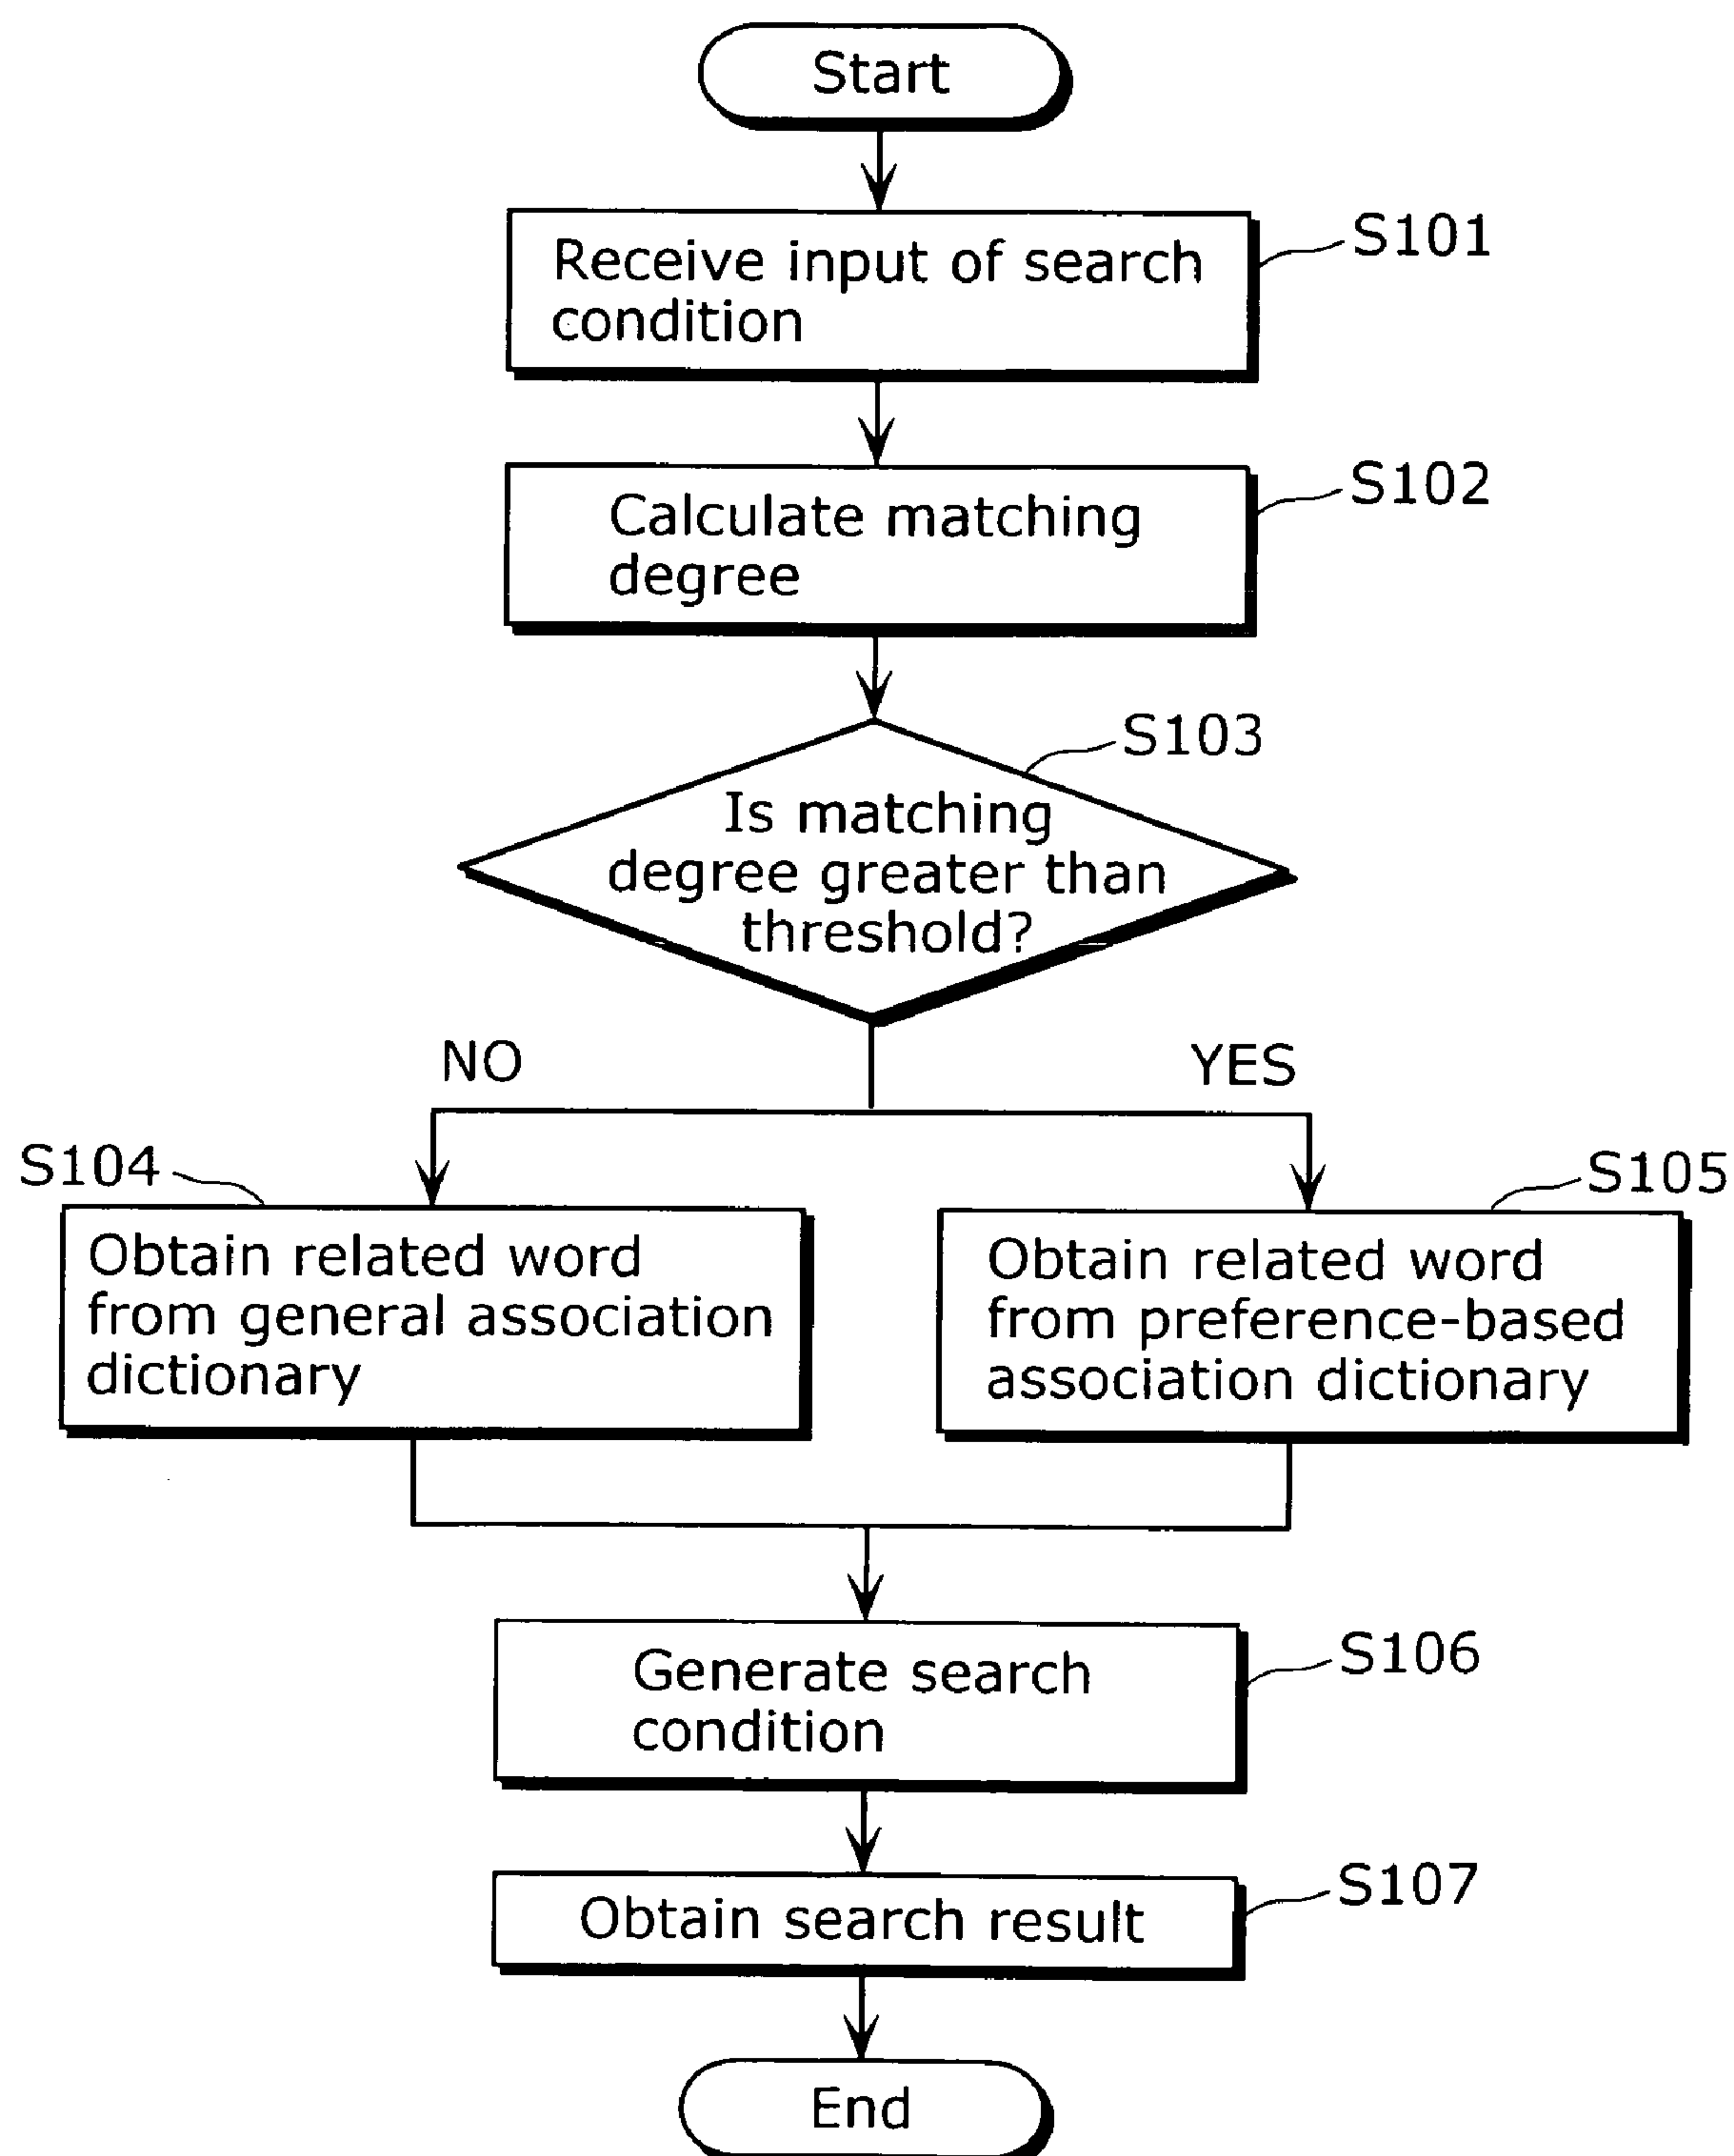 Start
Receive input of search
condition
S101
Calculate matching
degree
S102
S103
Is matching
degree greater than
threshold?
NO
YES
S104
Obtain related word
from general association
dictionary
S105
Obtain related word
from preference-based
association dictionary
Generate search
condition
S106
Obtain search result
S107
End